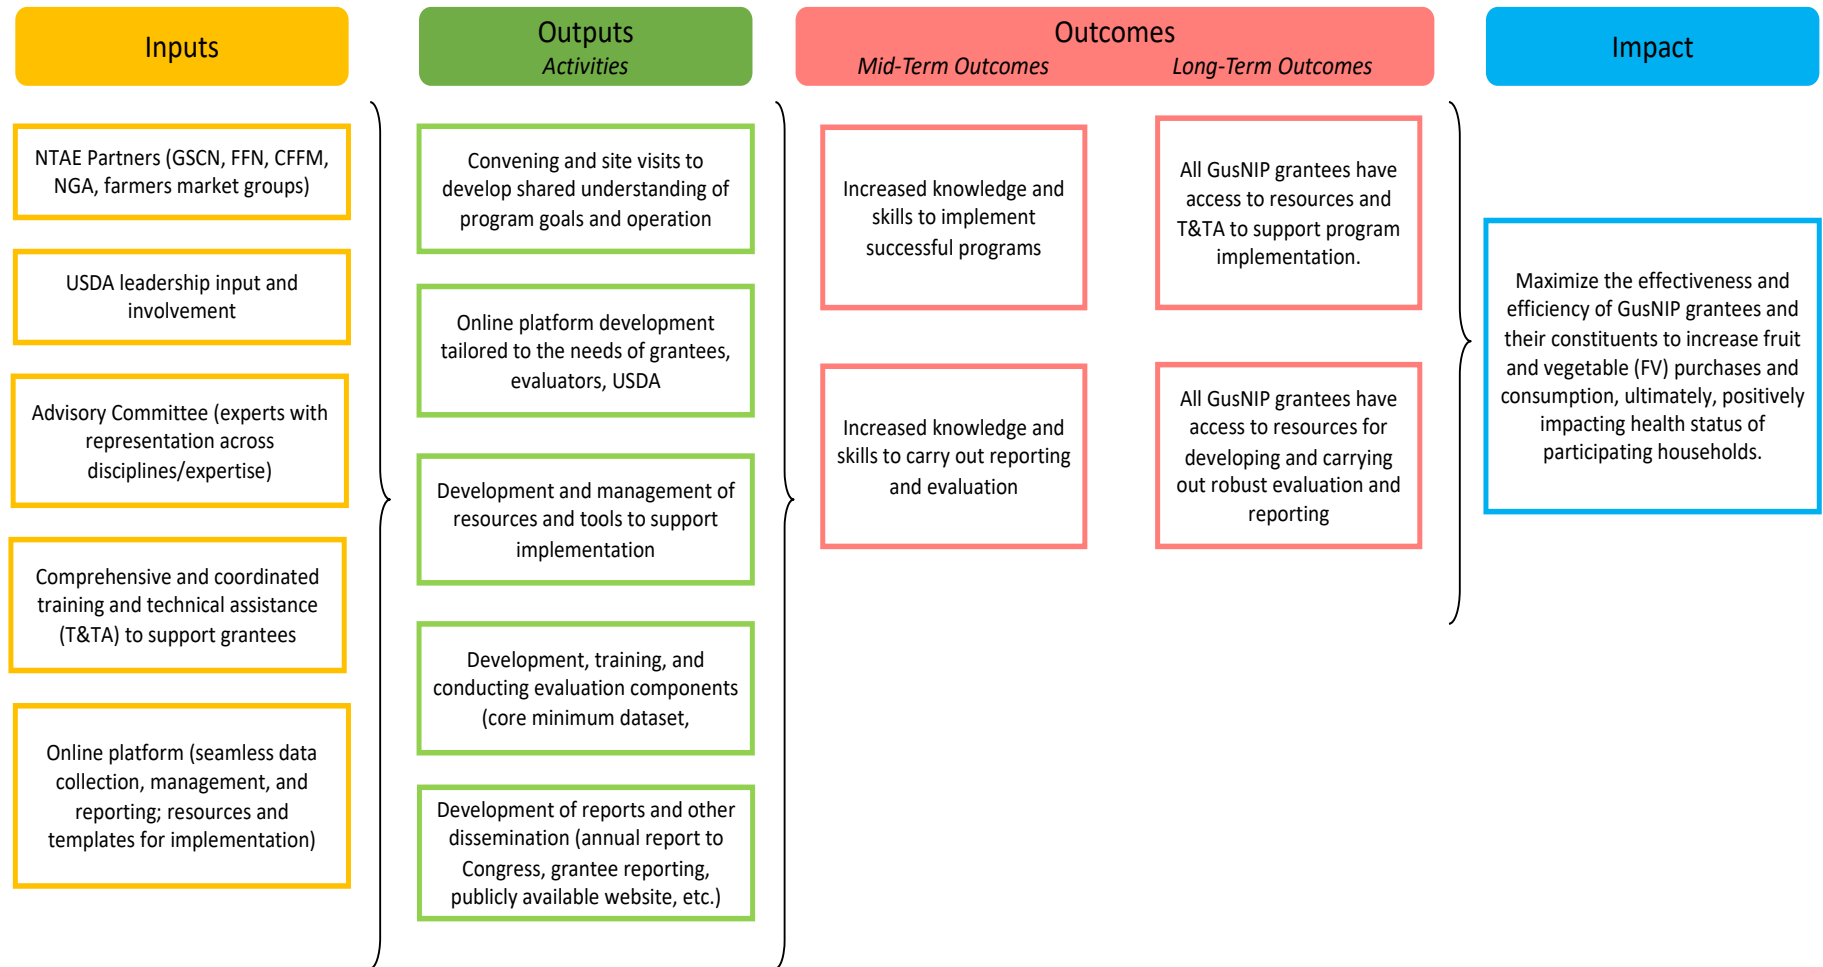 Inputs
Outputs
Activities
Outcomes
Mid-Term Outcomes
Long-Term Outcomes
Impact
NTAE Partners (GSCN, FFN, CFFM,
NGA, farmers market groups)
USDA leadership input and
involvement
Advisory Committee (experts with
representation across
disciplines/expertise)
Comprehensive and coordinated
training and technical assistance
(T&TA) to support grantees
Online platform (seamless data
collection, management, and
reporting; resources and
templates for implementation)
Convening and site visits to
develop shared understanding of
program goals and operation
Online platform development
tailored to the needs of grantees,
evaluators, USDA
Development and management of
resources and tools to support
implementation
Development, training, and
conducting evaluation components
(core minimum dataset,
Development of reports and other
dissemination (annual report to
Congress, grantee reporting,
publicly available website, etc.)
Increased knowledge and
skills to implement
successful programs
Increased knowledge and
skills to carry out reporting
and evaluation
All GusNIP grantees have
access to resources and
T&TA to support program
implementation.
All GusNIP grantees have
access to resources for
developing and carrying
out robust evaluation and
reporting
Maximize the effectiveness and
efficiency of GusNIP grantees and
their constituents to increase fruit
and vegetable (FV) purchases and
consumption, ultimately, positively
impacting health status of
participating households.